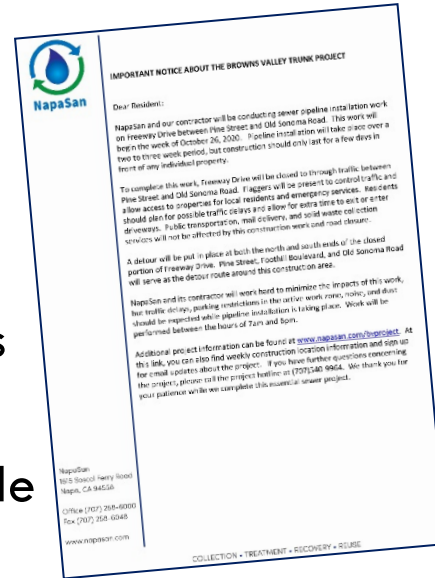 NapaSan
IMPORTANT NOTICE ABOUT THE BROWNS VALLEY TRUNK PROJECT
Dear Resident:
NapaSan and our contractor will be conducting sewer pipeline installation work
on Freeway Drive between Pine Street and Old Sonoma Road. This work will
begin the week of October 26, 2020. Pipeline installation will take place over a
two to three week period, but construction should only last for a few days in
front of any individual property.
To complete this work, Freeway Drive will be closed to through traffic between
Pine Street and Old Sonoma Road. Flaggers will be present to control traffic and
allow access to properties for local residents and emergency services. Residents
should plan for possible traffic delays and allow for extra time to exit or enter
driveways. Public transportation, mail delivery, and solid waste collection
services will not be affected by this construction work and road closure.
A detour will be put in place at both the north and south ends of the closed
portion of Freeway Drive. Pine Street, Foothill Boulevard, and Old Sonoma Road
will serve as the detour route around this construction area.
NapaSan and its contractor will work hard to minimize the impacts of this work,
but traffic delays, parking restrictions in the active work zone, noise, and dust
should be expected while pipeline installation is taking place. Work will be
performed between the hours of 7am and 6pm.
Additional project information can be found at www.napasan.com/bvproject. At
this link, you can also find weekly construction location information and sign up
for email updates about the project. If you have further questions concerning
the project, please call the project hotline at (707)540-9964. We thank you for
your patience while we complete this essential sewer project.
s
le
NapaSan
1515 Soscol Ferry Road
Napa, CA 94558
Office (707) 258-6000
Fax (707) 258-6048
www.napasan.com
COLLECTION • TREATMENT • RECOVERY • REUSE